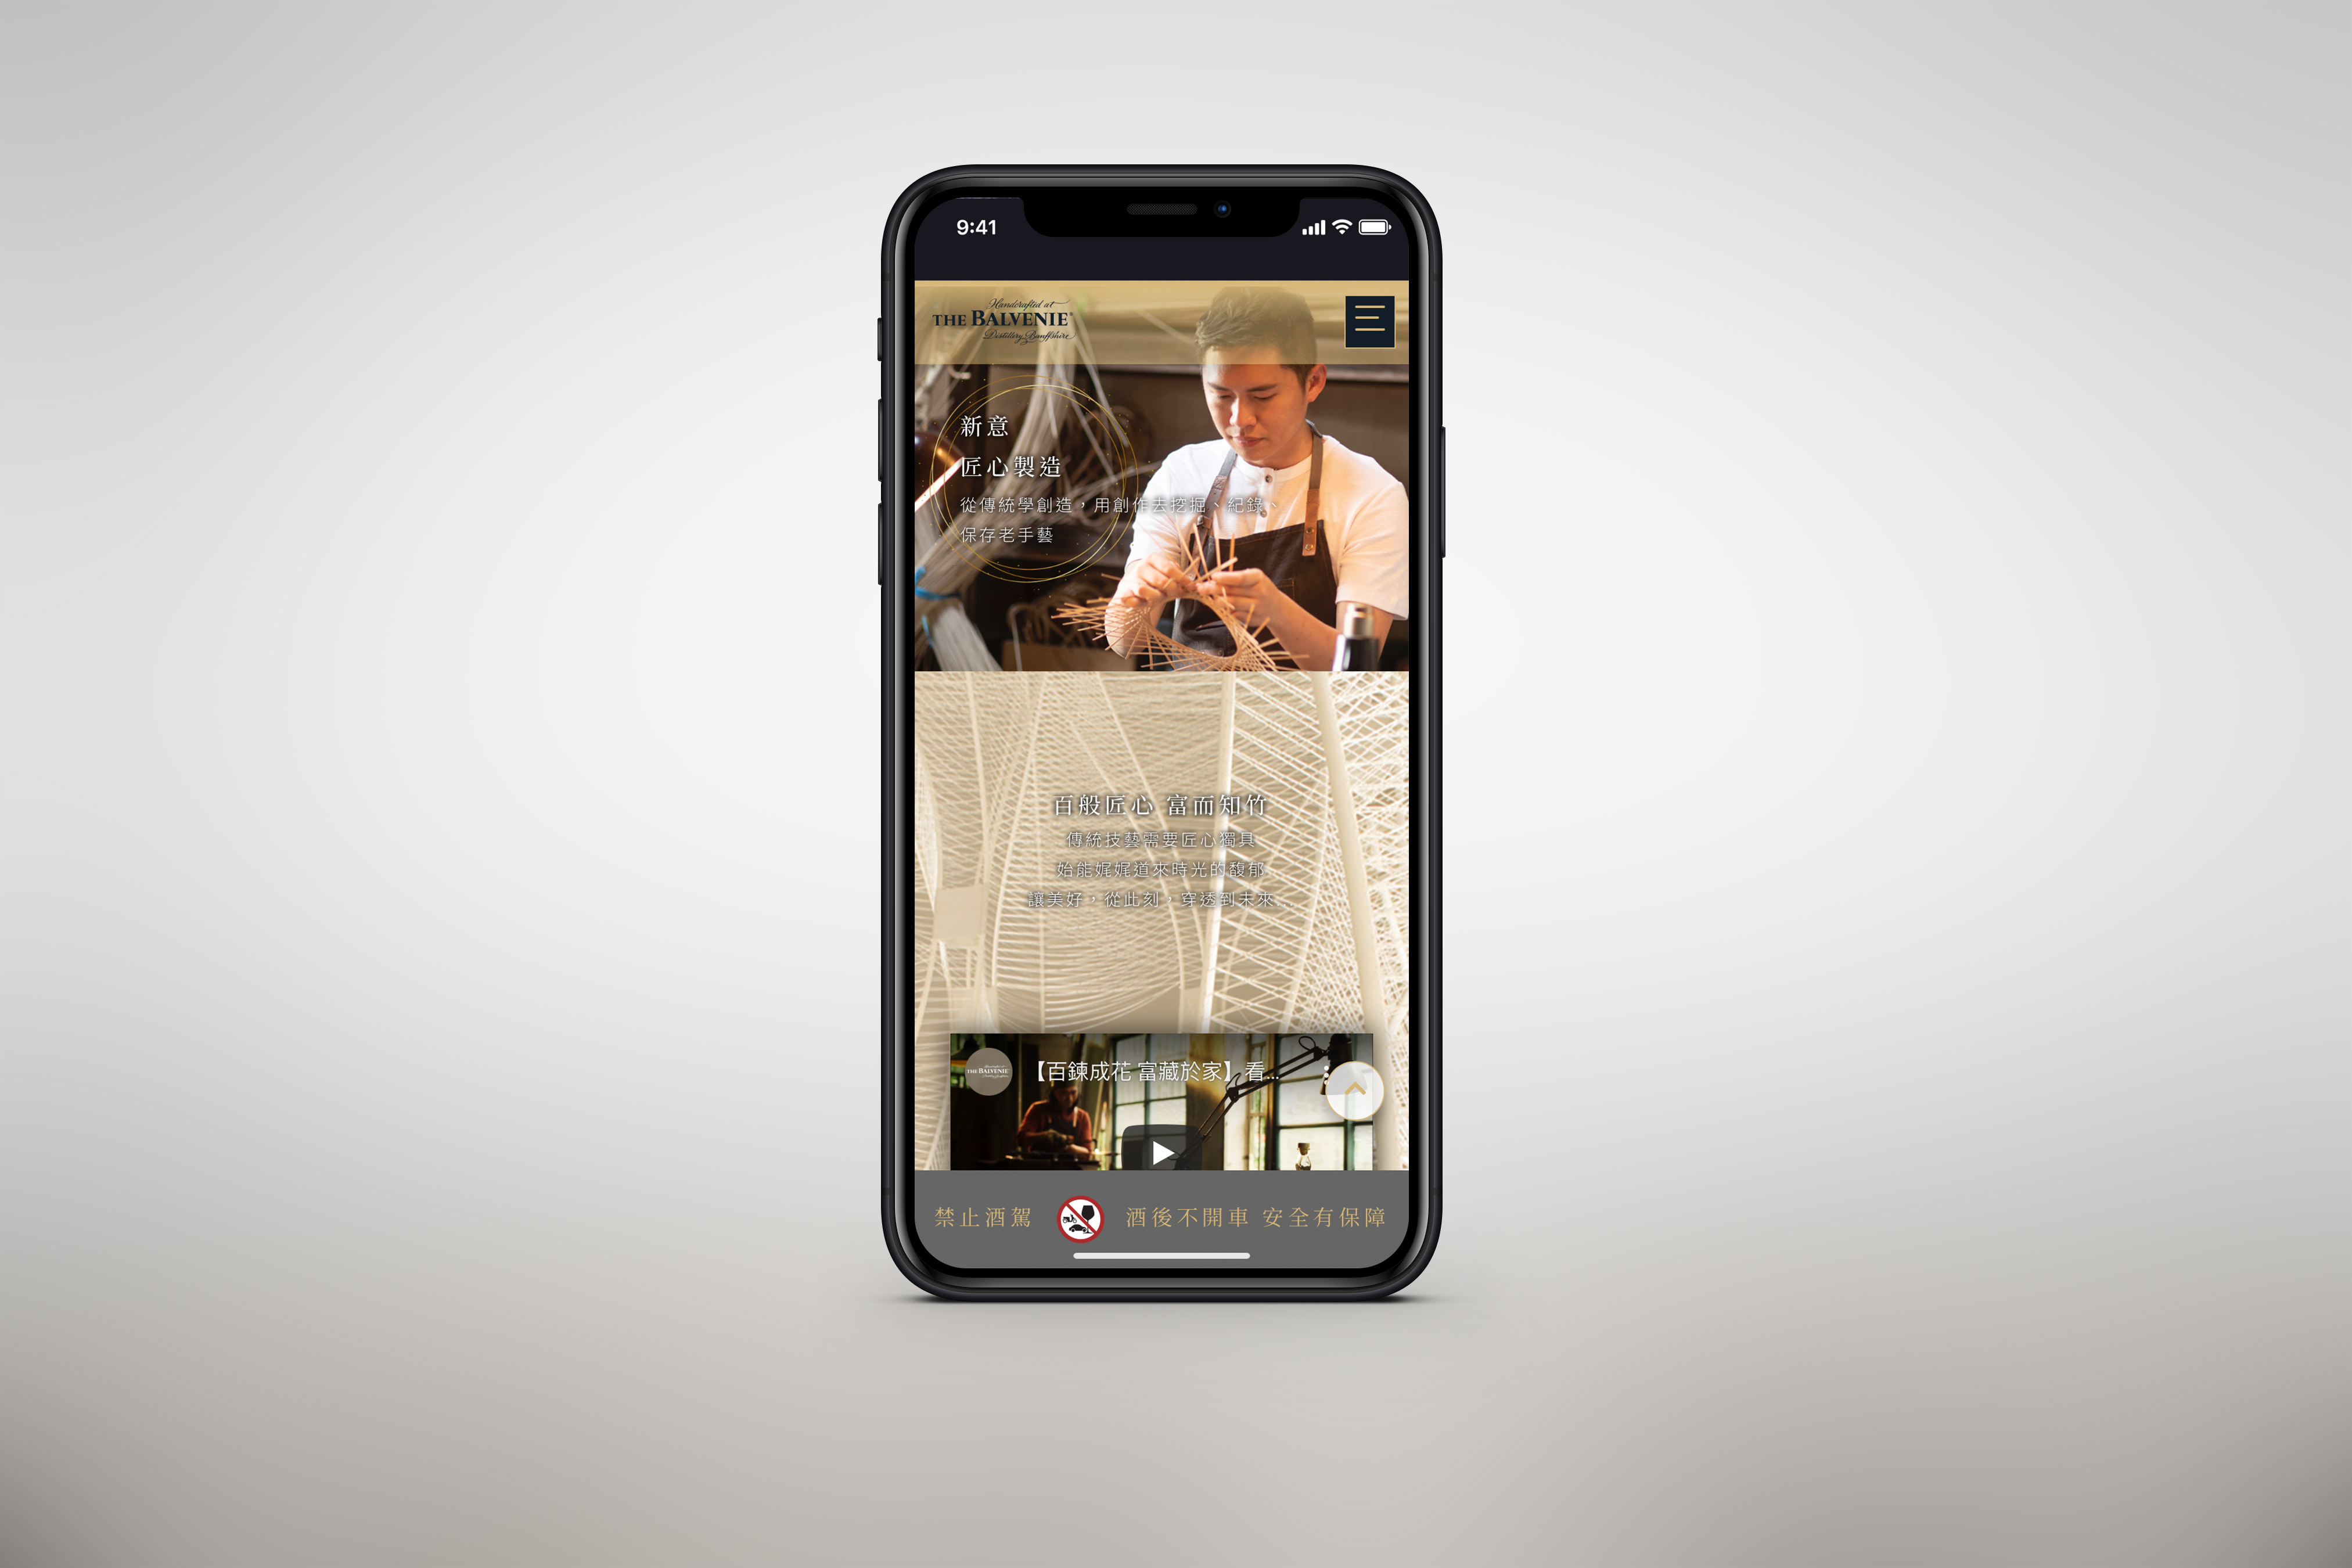 9:41
Handcrafted at
THE BALVENIE®
Distillery Banffshire
新意
匠心製造
從傳統學創造，用創作去挖掘、紀錄、
保存老手藝
百般匠心 富而知竹
傳統技藝需要匠心獨具
始能娓娓道來時光的馥郁
讓美好，從此刻，穿透到未來...
THE BALVENIE
【百鍊成花 富藏於家】看...
禁止酒駕 酒後不開車 安全有保障